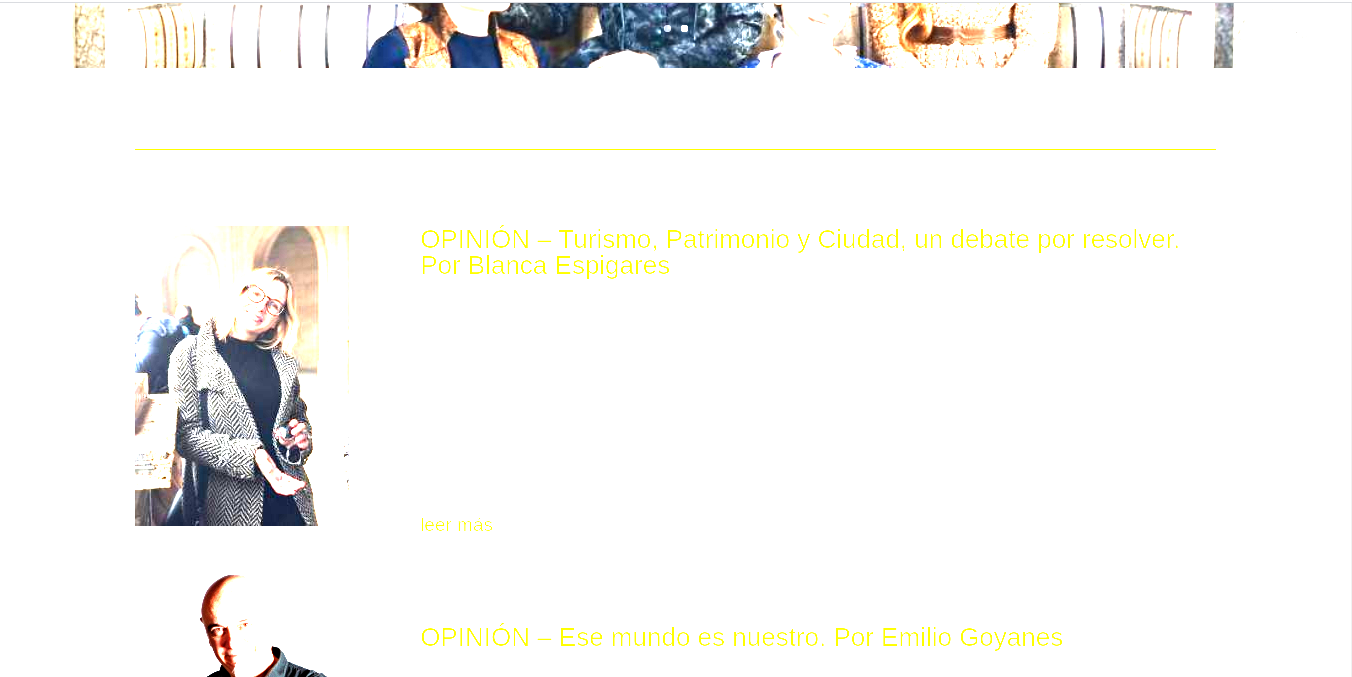 OPINIÓN – Turismo, Patrimonio y Ciudad, un debate por resolver.
Por Blanca Espigares
leer más
OPINIÓN – Ese mundo es nuestro. Por Emilio Goyanes